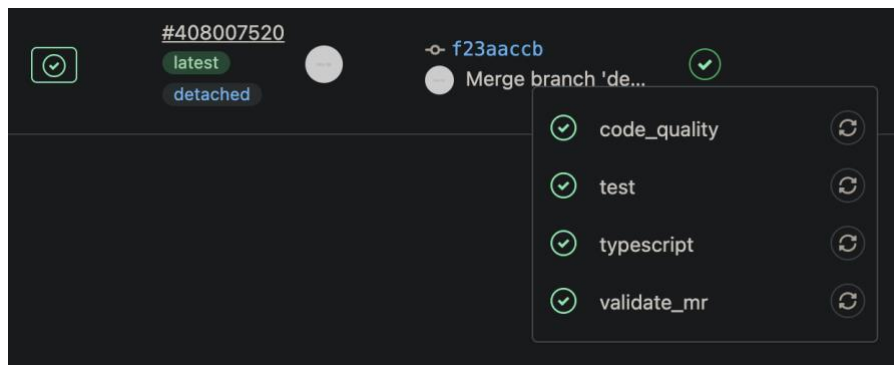 #408007520
latest
detached
f23aaccb
Merge branch 'de...
code_quality
test
typescript
validate_mr